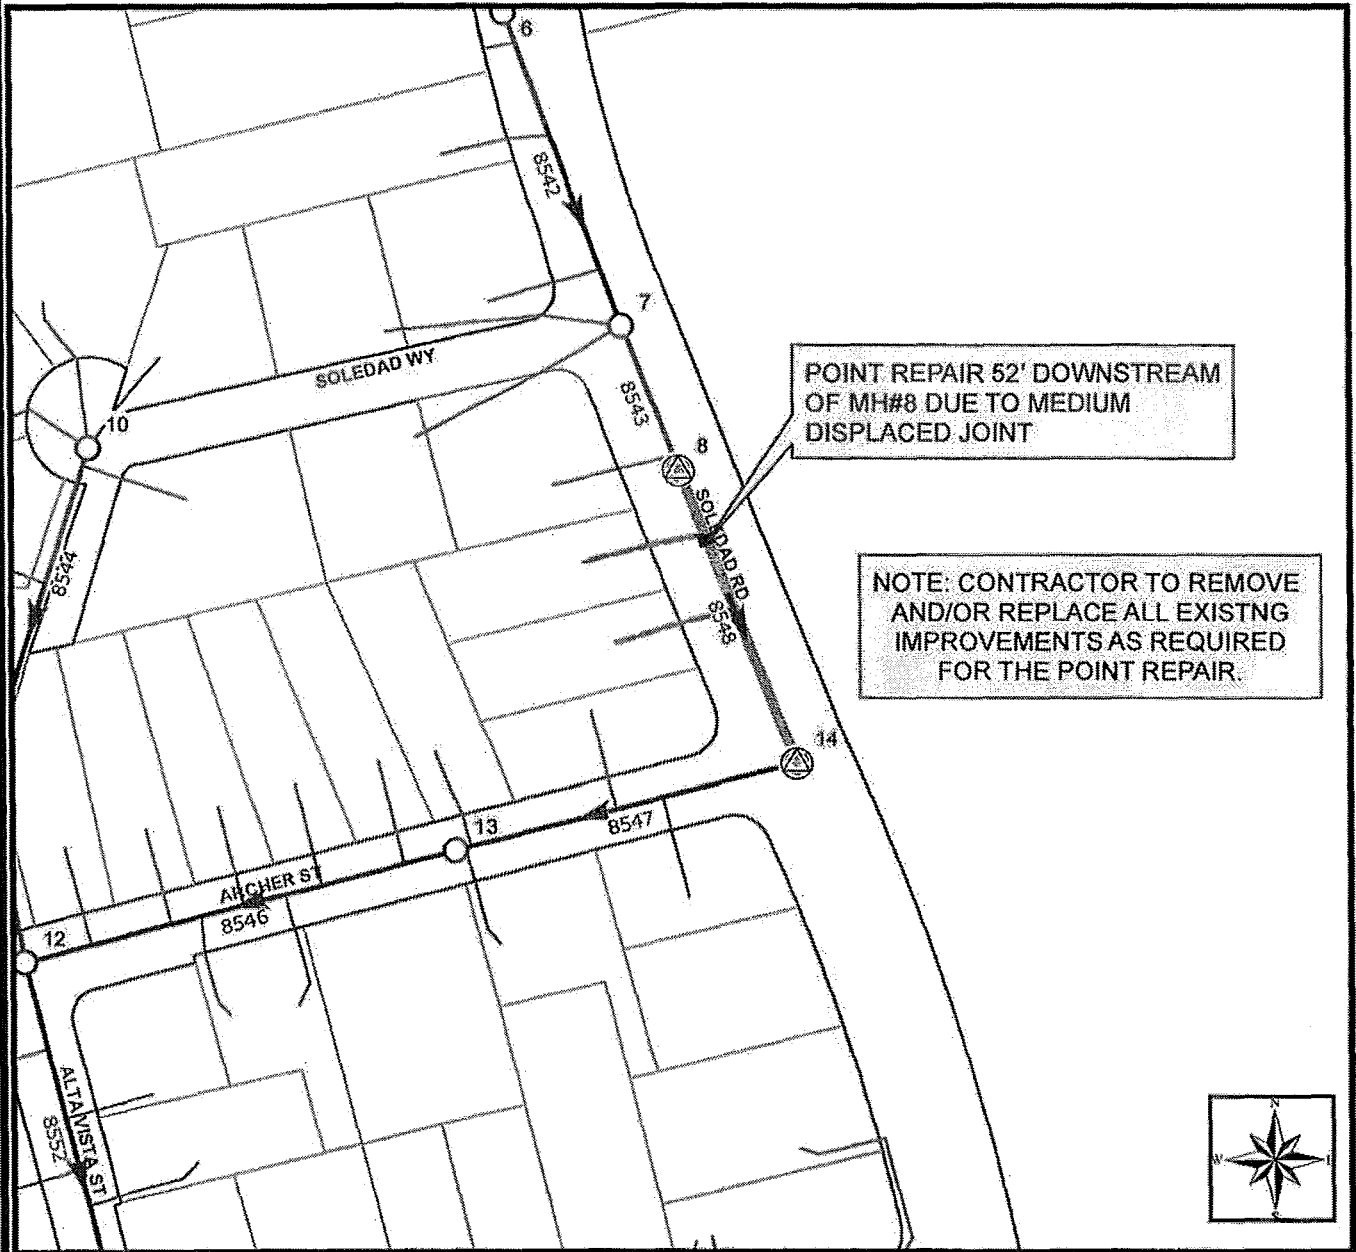 6
8542
7
SOLEDAD WY
8543
POINT REPAIR 52' DOWNSTREAM
OF MH#8 DUE TO MEDIUM
DISPLACED JOINT
10
8
SOLEDAD RD
8544
NOTE: CONTRACTOR TO REMOVE
AND/OR REPLACE ALL EXISTNG
IMPROVEMENTS AS REQUIRED
FOR THE POINT REPAIR.
8548
14
13
8547
ARCHER ST
8546
12
ALTA VISTA ST
8552
N
W
E
S